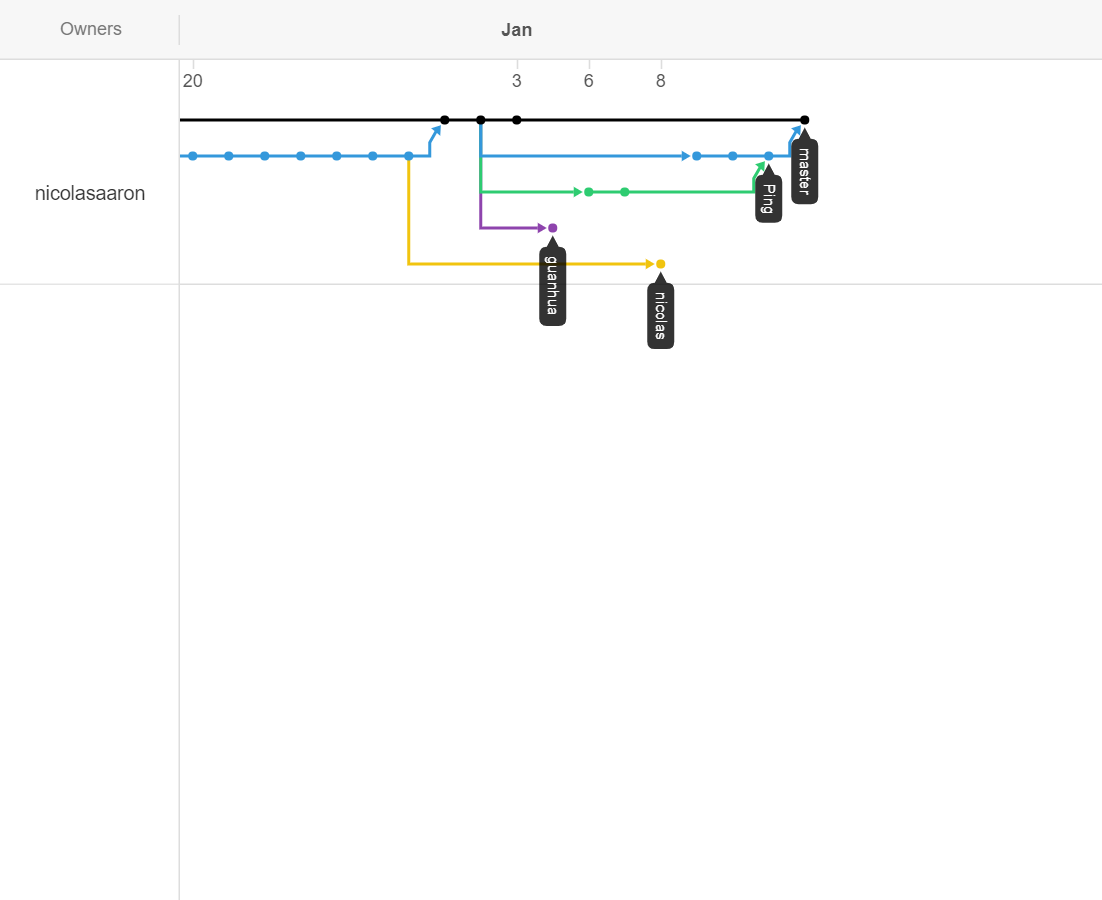 Owners
Jan
20
3
6
8
nicolasaaron
master
Ping
guanhua
nicolas